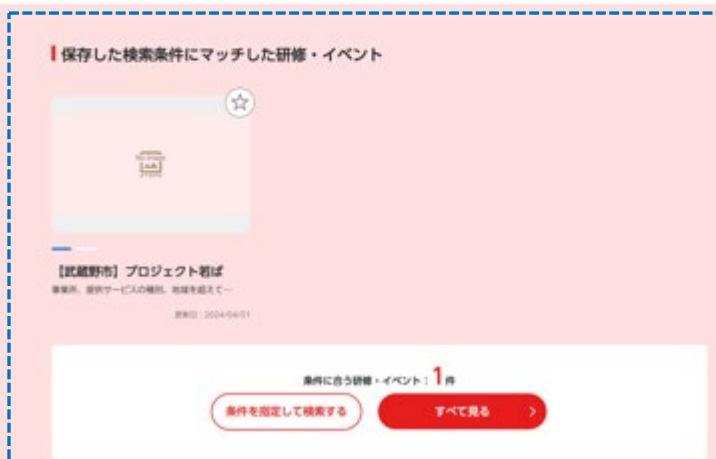 保存した検索条件にマッチした研修・イベント
【武蔵野市】プロジェクト若ば
事業所、提供サービスの種別、地域を超えて…
更新日：2024/04/01
条件に合う研修・イベント：1件
条件を指定して検索する
すべて見る